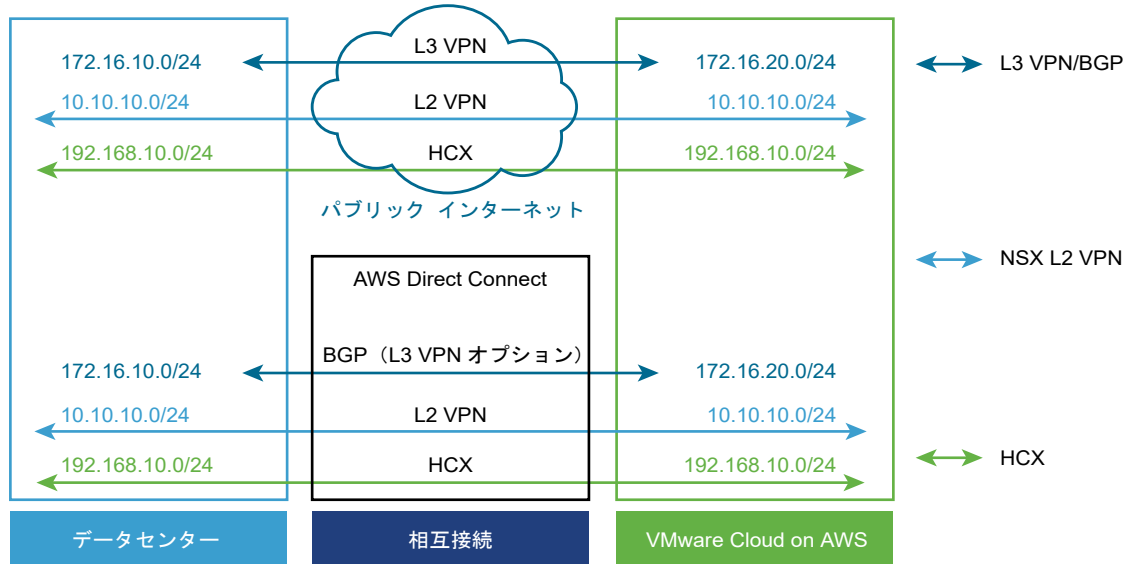 L3 VPN
172.16.10.0/24
172.16.20.0/24
L3 VPN/BGP
10.10.10.0/24
L2 VPN
10.10.10.0/24
192.168.10.0/24
HCX
192.168.10.0/24
パブリック インターネット
NSX L2 VPN
AWS Direct Connect
BGP（L3 VPN オプション）
172.16.10.0/24
172.16.20.0/24
10.10.10.0/24
L2 VPN
10.10.10.0/24
192.168.10.0/24
HCX
192.168.10.0/24
HCX
データセンター
相互接続
VMware Cloud on AWS